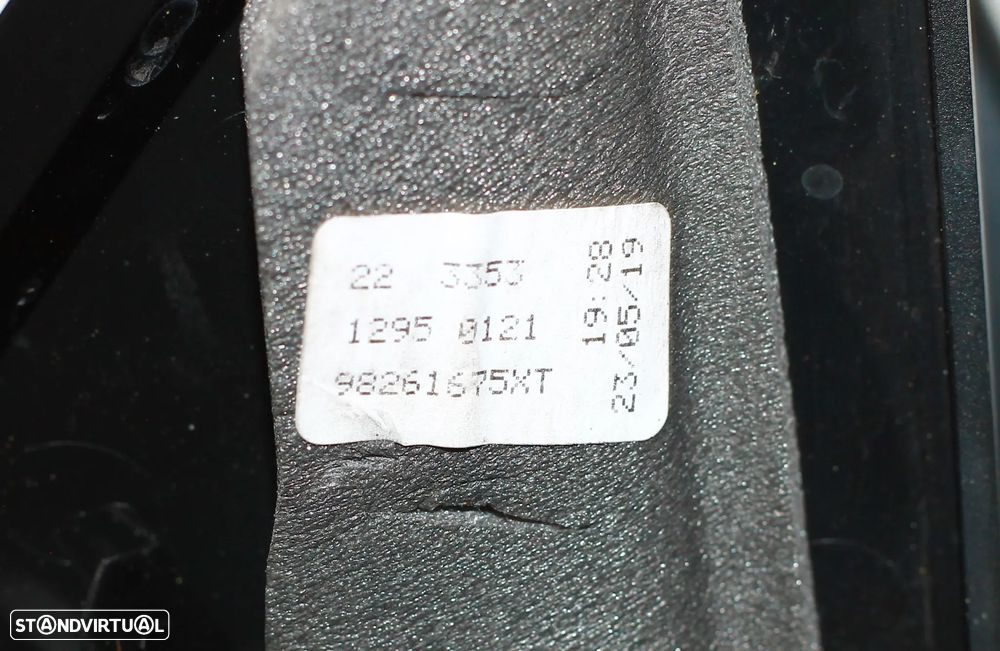 22 3353
1295 0121
98261675XT
19:28
23/05/19
STANDVIRTUAL